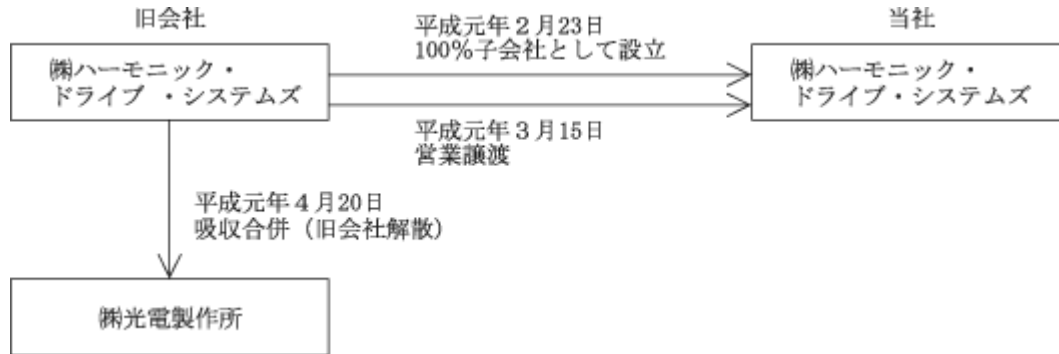 旧会社
平成元年２月23日
100％子会社として設立
当社
㈱ハーモニック・
ドライブ ・システムズ
㈱ハーモニック・
ドライブ・システムズ
平成元年３月15日
営業譲渡
平成元年４月20日
吸収合併（旧会社解散）
㈱光電製作所